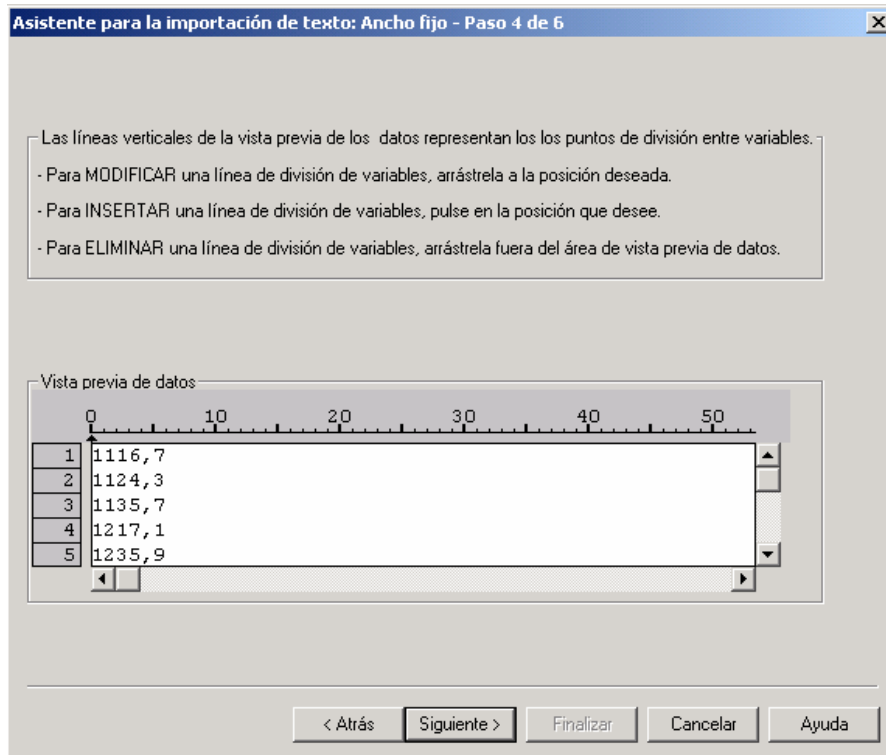 Asistente para la importación de texto: Ancho fijo - Paso 4 de 6
Las líneas verticales de la vista previa de los datos representan los los puntos de división entre variables.
- Para MODIFICAR una línea de división de variables, arrástrela a la posición deseada.
- Para INSERTAR una línea de división de variables, pulse en la posición que desee.
- Para ELIMINAR una línea de división de variables, arrástrela fuera del área de vista previa de datos.
Vista previa de datos
0 10 20 30 40 50
1 1116,7
2 1124,3
3 1135,7
4 1217,1
5 1235,9
< Atrás Siguiente > Finalizar Cancelar Ayuda